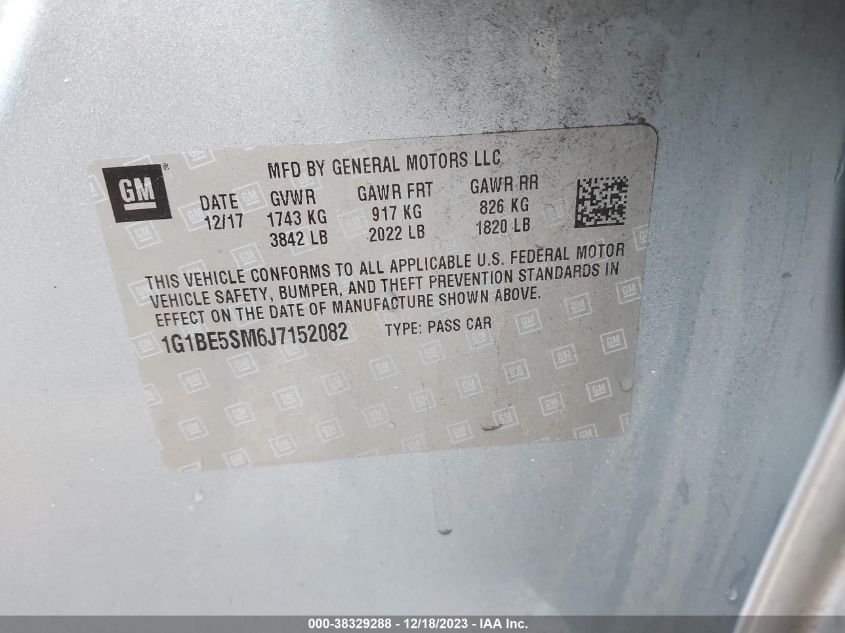 GM
MFD BY GENERAL MOTORS LLC
DATE GVWR GAWR FRT GAWR RR
12/17 1743 KG 917 KG 826 KG
3842 LB 2022 LB 1820 LB
THIS VEHICLE CONFORMS TO ALL APPLICABLE U.S. FEDERAL MOTOR
VEHICLE SAFETY, BUMPER, AND THEFT PREVENTION STANDARDS IN
EFFECT ON THE DATE OF MANUFACTURE SHOWN ABOVE.
1G1BE5SM6J7152082 TYPE: PASS CAR
000-38329288 - 12/18/2023 - IAA Inc.